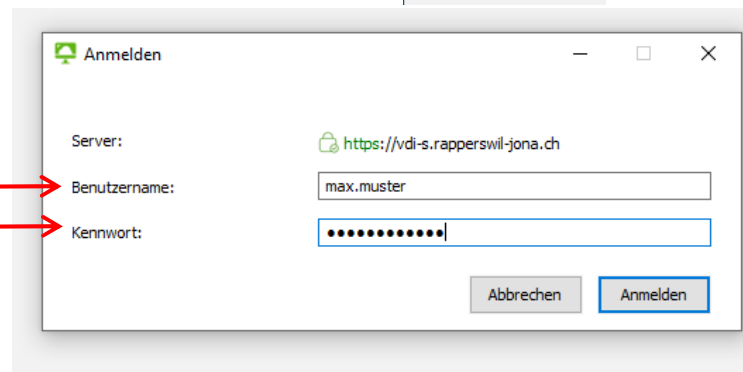 Anmelden
Server: https://vdi-s.rapperswil-jona.ch
Benutzername: max.muster
Kennwort: ••••••••••••
Abbrechen Anmelden